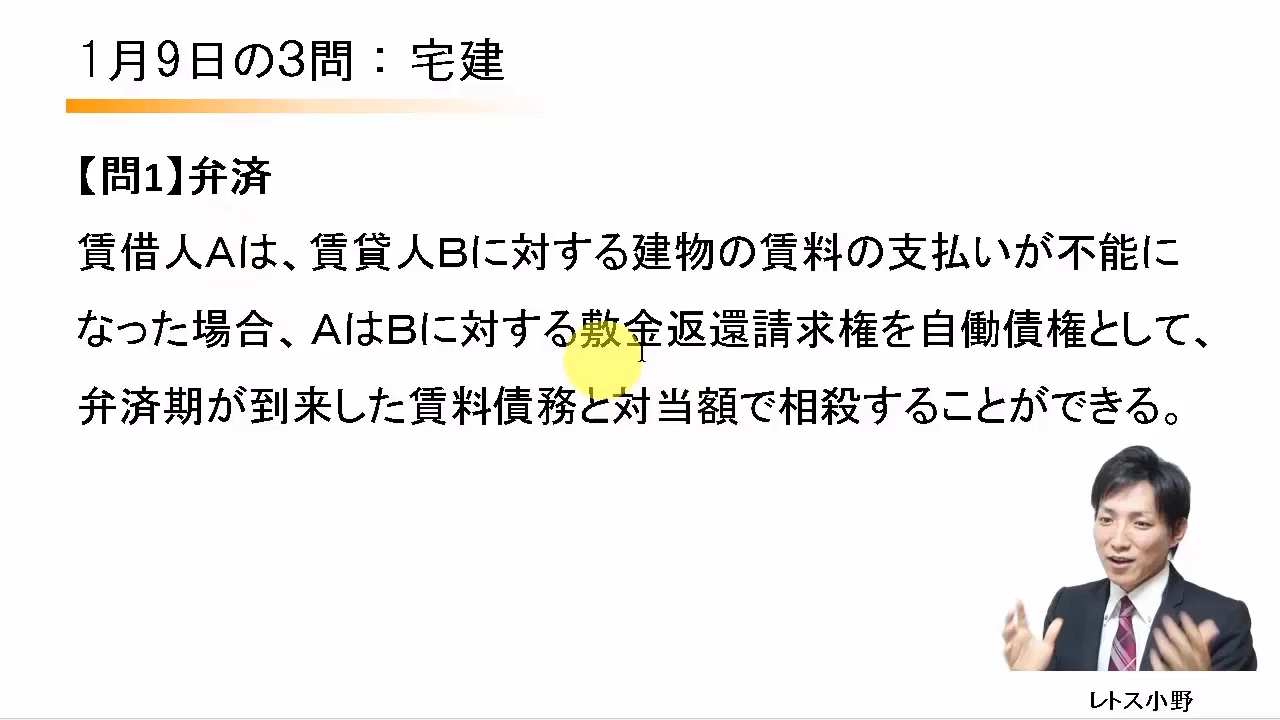 1月9日の３問：宅建
【問1】弁済
賃借人Ａは、賃貸人Ｂに対する建物の賃料の支払いが不能に
なった場合、ＡはＢに対する敷金返還請求権を自働債権として、
弁済期が到来した賃料債務と対当額で相殺することができる。
レトス小野